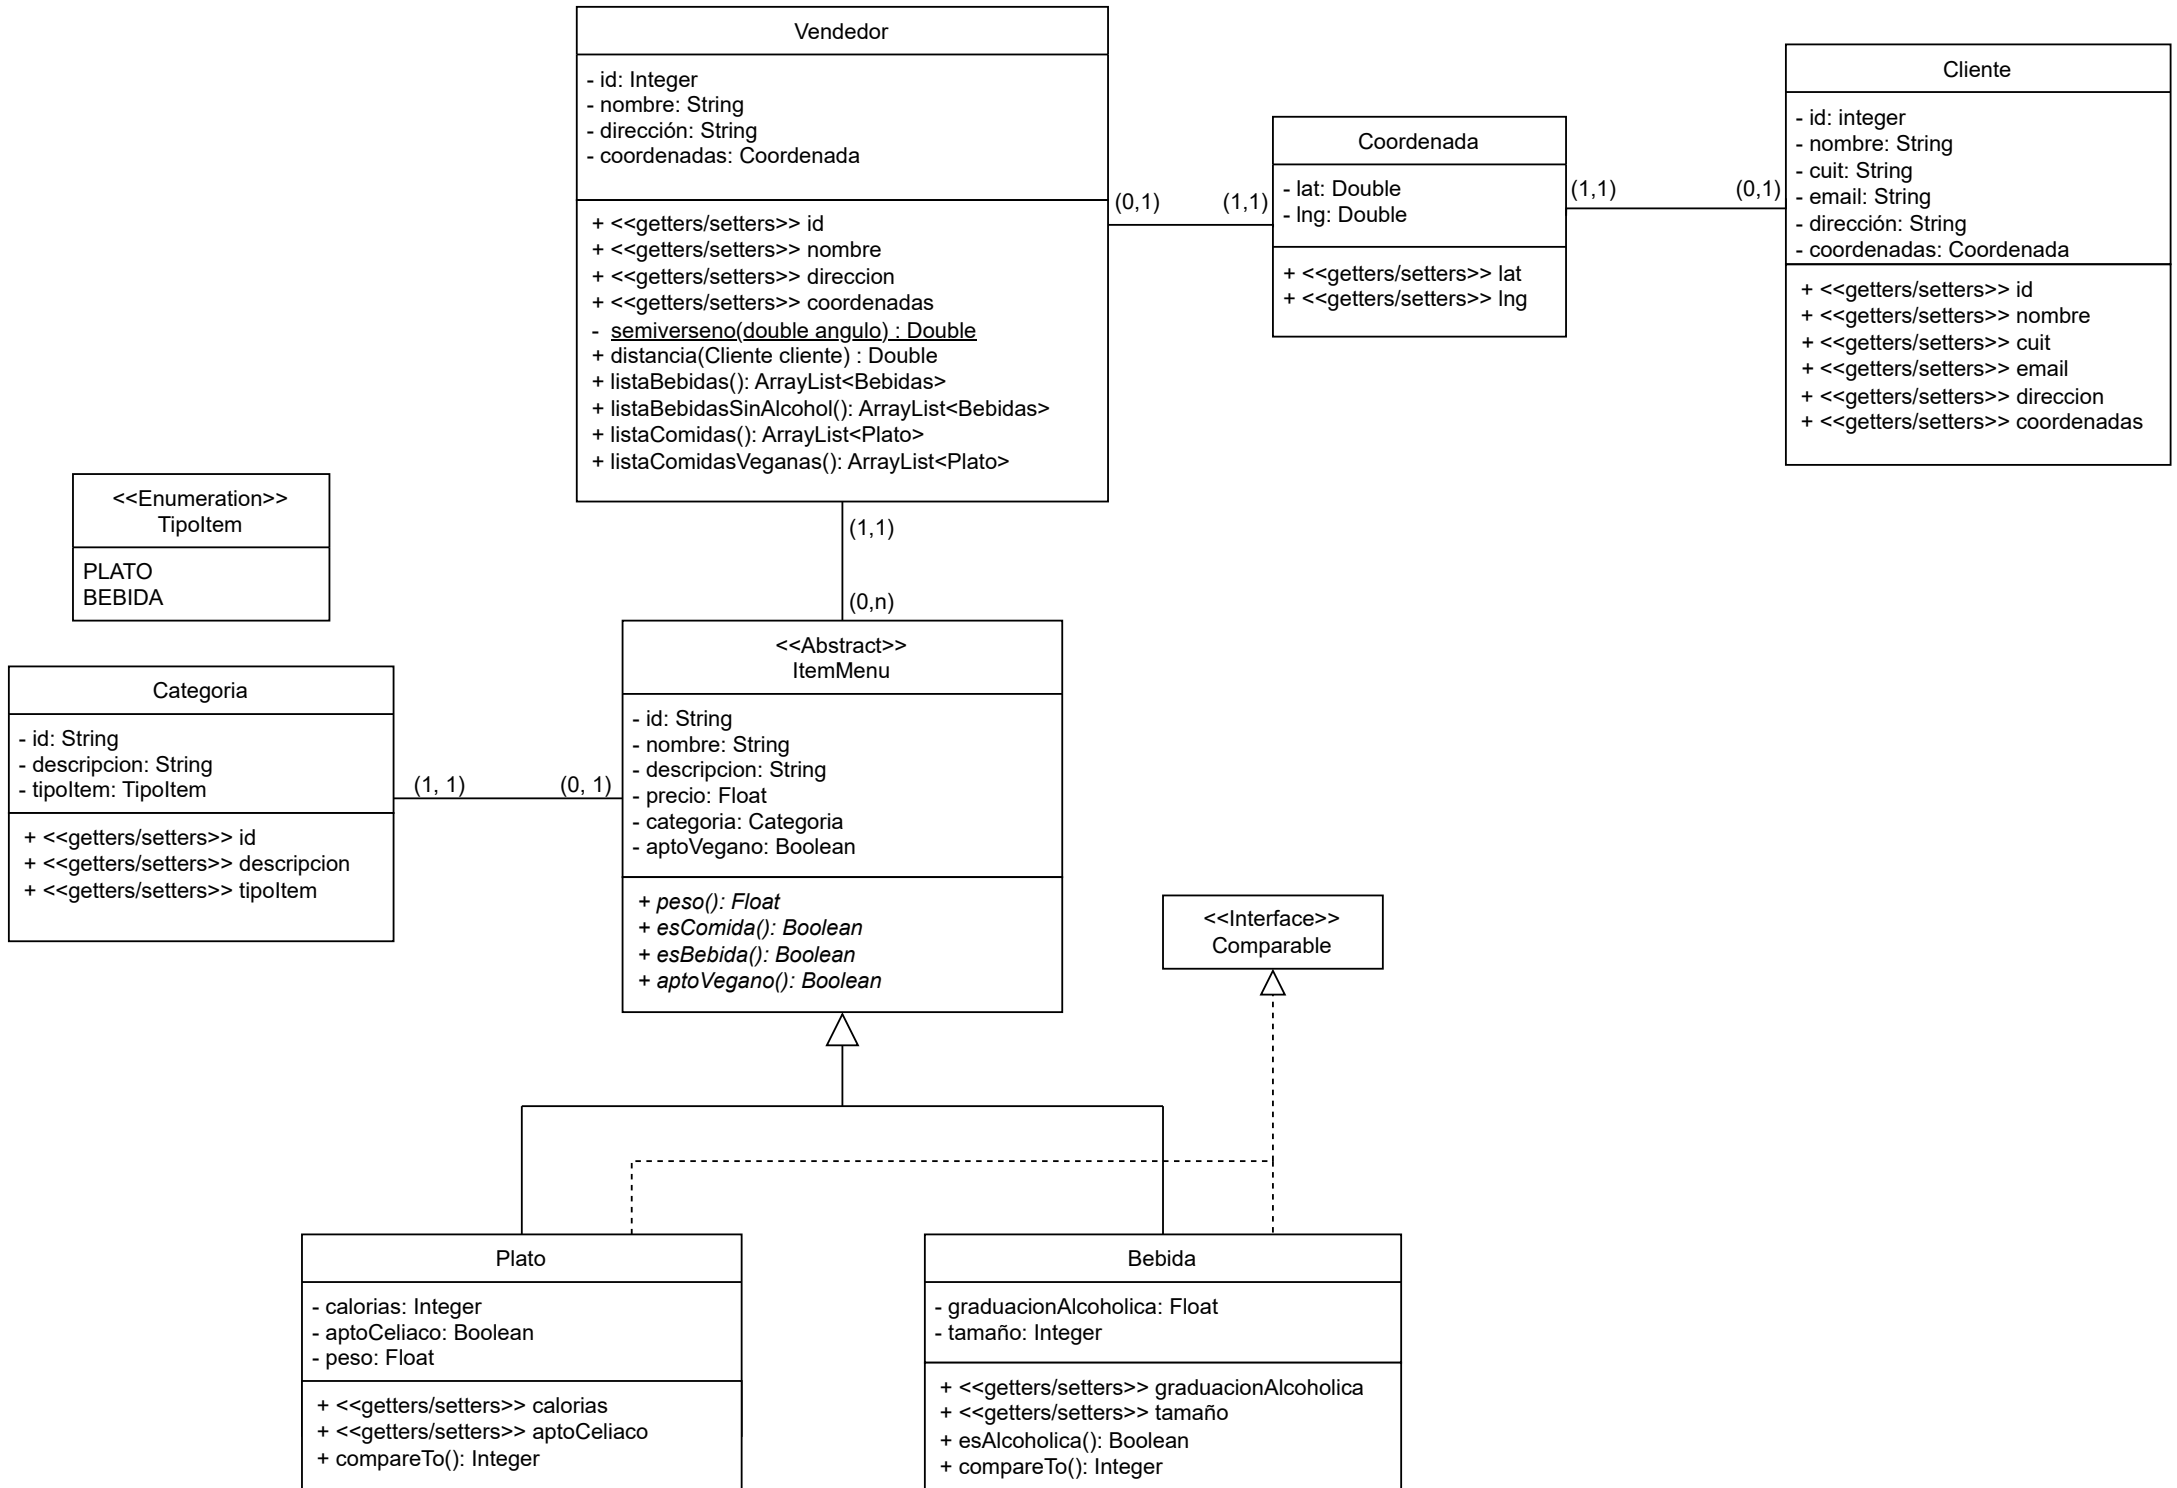 Vendedor
- id: Integer
- nombre: String
- dirección: String
- coordenadas: Coordenada
+ <<getters/setters>> id
+ <<getters/setters>> nombre
+ <<getters/setters>> direccion
+ <<getters/setters>> coordenadas
- semiverseno(double angulo) : Double
+ distancia(Cliente cliente) : Double
+ listaBebidas(): ArrayList<Bebidas>
+ listaBebidasSinAlcohol(): ArrayList<Bebidas>
+ listaComidas(): ArrayList<Plato>
+ listaComidasVeganas(): ArrayList<Plato>
(0,1)
(1,1)
Coordenada
- lat: Double
- lng: Double
+ <<getters/setters>> lat
+ <<getters/setters>> lng
(1,1)
(0,1)
Cliente
- id: integer
- nombre: String
- cuit: String
- email: String
- dirección: String
- coordenadas: Coordenada
+ <<getters/setters>> id
+ <<getters/setters>> nombre
+ <<getters/setters>> cuit
+ <<getters/setters>> email
+ <<getters/setters>> direccion
+ <<getters/setters>> coordenadas
<<Enumeration>>
TipoItem
PLATO
BEBIDA
(1,1)
(0,n)
Categoria
- id: String
- descripcion: String
- tipoItem: TipoItem
+ <<getters/setters>> id
+ <<getters/setters>> descripcion
+ <<getters/setters>> tipoItem
(1, 1)
(0, 1)
<<Abstract>>
ItemMenu
- id: String
- nombre: String
- descripcion: String
- precio: Float
- categoria: Categoria
- aptoVegano: Boolean
+ peso(): Float
+ esComida(): Boolean
+ esBebida(): Boolean
+ aptoVegano(): Boolean
<<Interface>>
Comparable
Plato
- calorias: Integer
- aptoCeliaco: Boolean
- peso: Float
+ <<getters/setters>> calorias
+ <<getters/setters>> aptoCeliaco
+ compareTo(): Integer
Bebida
- graduacionAlcoholica: Float
- tamaño: Integer
+ <<getters/setters>> graduacionAlcoholica
+ <<getters/setters>> tamaño
+ esAlcoholica(): Boolean
+ compareTo(): Integer